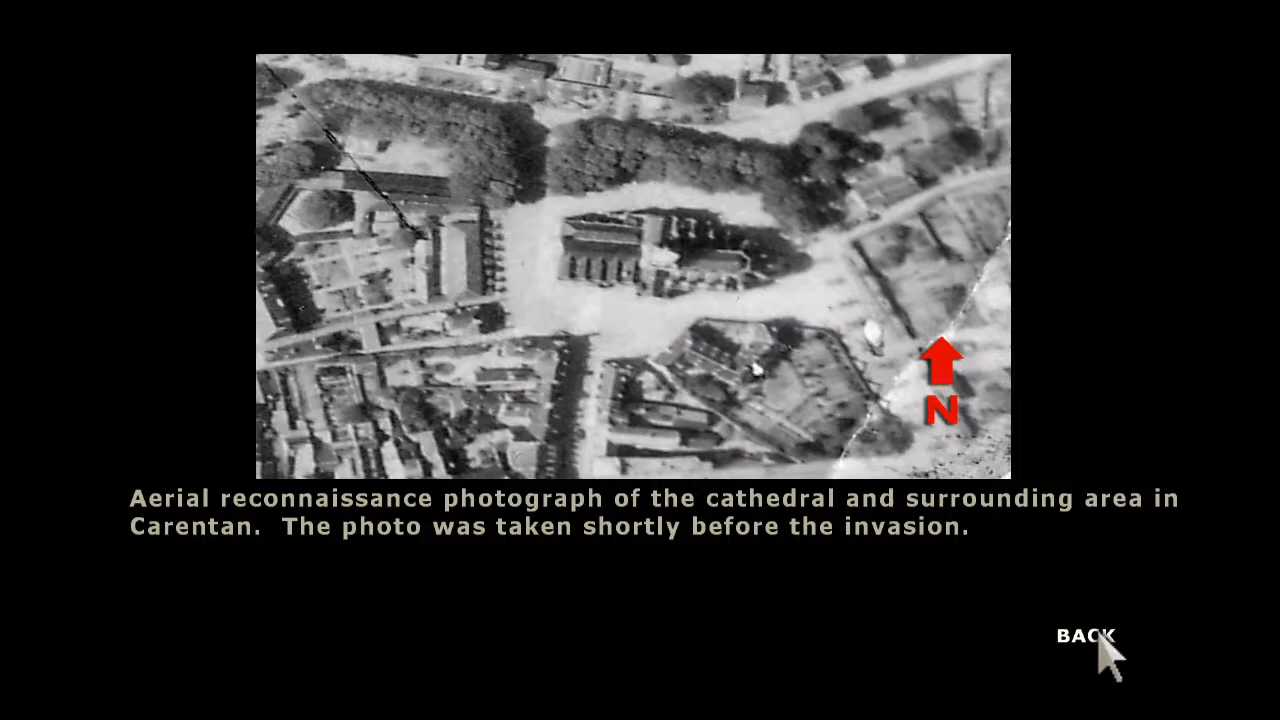 N
Aerial reconnaissance photograph of the cathedral and surrounding area in
Carentan.  The photo was taken shortly before the invasion.
BACK